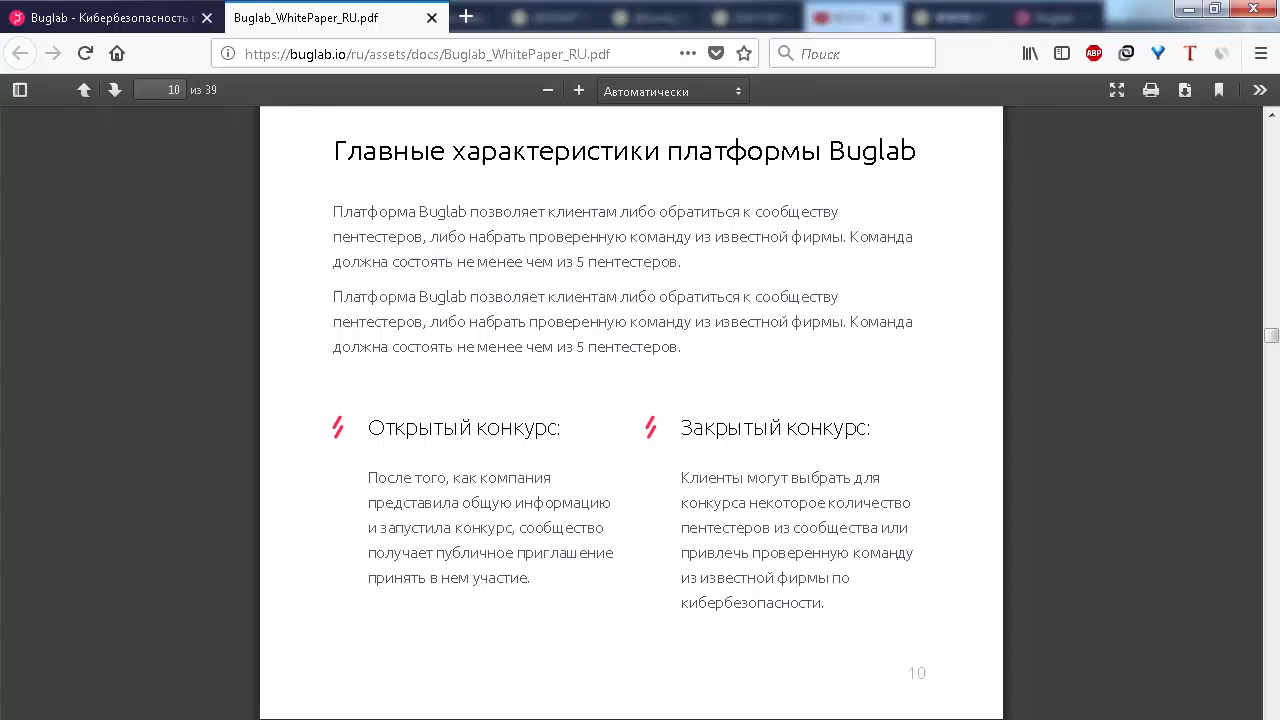 Buglab - Кибербезопасность в
Buglab_WhitePaper_RU.pdf
https://buglab.io/ru/assets/docs/Buglab_WhitePaper_RU.pdf
Поиск
ABP
T
10 из 39
Автоматически
Главные характеристики платформы Buglab
Платформа Buglab позволяет клиентам либо обратиться к сообществу
пентестеров, либо набрать проверенную команду из известной фирмы. Команда
должна состоять не менее чем из 5 пентестеров.
Платформа Buglab позволяет клиентам либо обратиться к сообществу
пентестеров, либо набрать проверенную команду из известной фирмы. Команда
должна состоять не менее чем из 5 пентестеров.
Открытый конкурс:
После того, как компания
представила общую информацию
и запустила конкурс, сообщество
получает публичное приглашение
принять в нем участие.
Закрытый конкурс:
Клиенты могут выбрать для
конкурса некоторое количество
пентестеров из сообщества или
привлечь проверенную команду
из известной фирмы по
кибербезопасности.
10